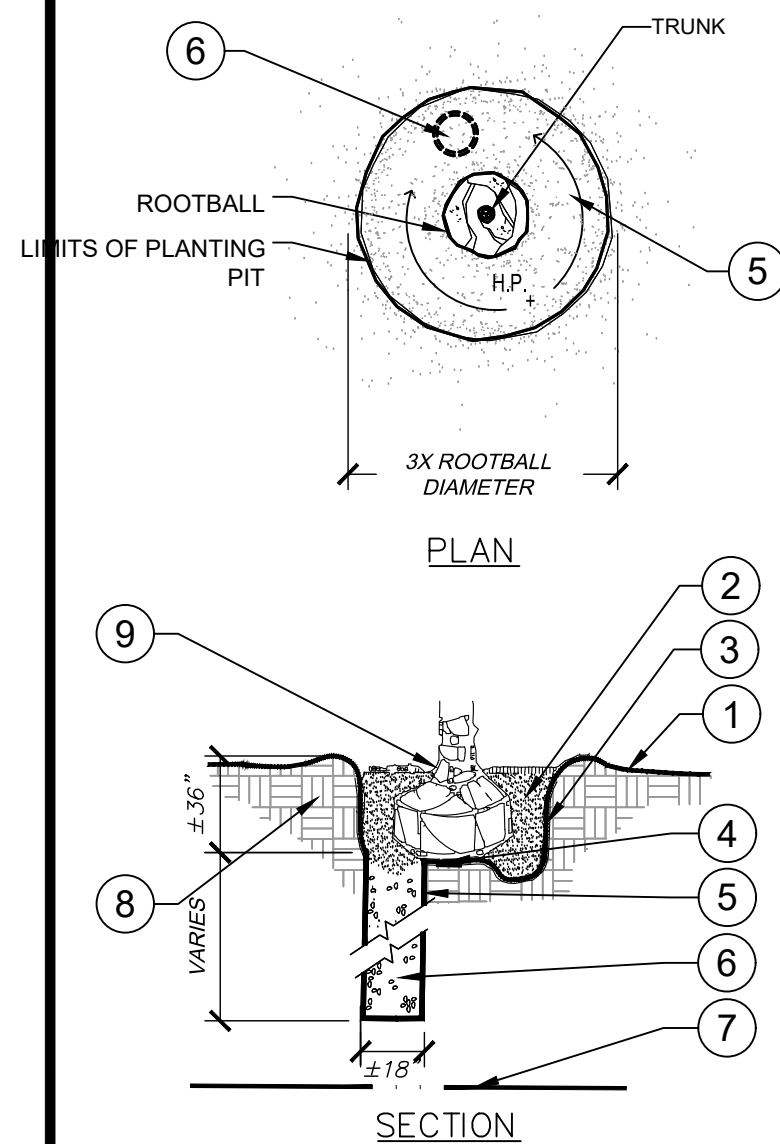 6
TRUNK
ROOTBALL
LIMITS OF PLANTING
PIT
5
H.P.
+
3X ROOTBALL
DIAMETER
PLAN
2
9
3
1
±36"
4
8
5
VARIES
6
7
±18"
SECTION